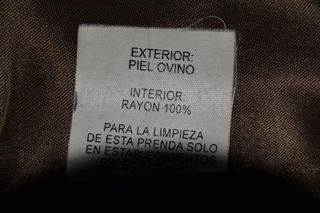 EXTERIOR:
PIEL OVINO
INTERIOR:
RAYON 100%
PARA LA LIMPIEZA
DE ESTA PRENDA SOLO
EN ESTABLECIMIENTOS